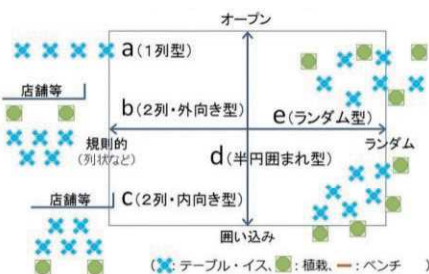 オープン
a(1列型)
店舗等
b(2列・外向き型)
e(ランダム型)
規則的
(列状など)
ランダム
d(半円囲まれ型)
店舗等
c(2列・内向き型)
囲い込み
( :テーブル・イス、 :植栽、 :ベンチ )